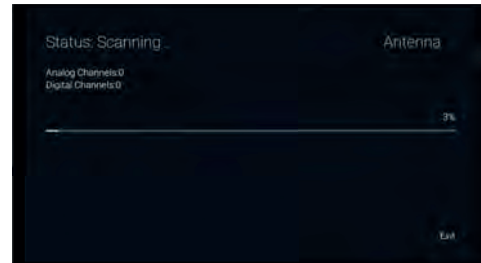 Status: Scanning _ Antenna
Analog Channels:0
Digital Channels:0
3%
Exit